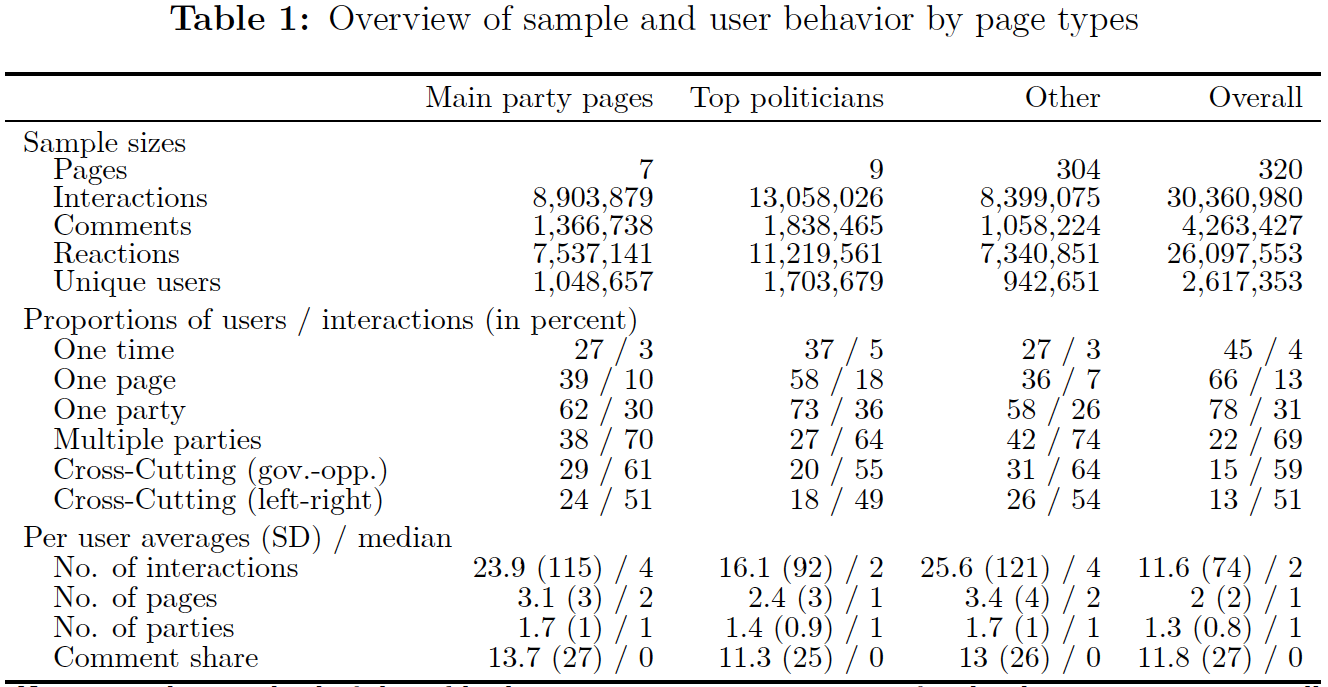 Table 1: Overview of sample and user behavior by page types
Main party pages Top politicians Other Overall
Sample sizes
Pages 7 9 304 320
Interactions 8,903,879 13,058,026 8,399,075 30,360,980
Comments 1,366,738 1,838,465 1,058,224 4,263,427
Reactions 7,537,141 11,219,561 7,340,851 26,097,553
Unique users 1,048,657 1,703,679 942,651 2,617,353
Proportions of users / interactions (in percent)
One time 27 / 3 37 / 5 27 / 3 45 / 4
One page 39 / 10 58 / 18 36 / 7 66 / 13
One party 62 / 30 73 / 36 58 / 26 78 / 31
Multiple parties 38 / 70 27 / 64 42 / 74 22 / 69
Cross-Cutting (gov.-opp.) 29 / 61 20 / 55 31 / 64 15 / 59
Cross-Cutting (left-right) 24 / 51 18 / 49 26 / 54 13 / 51
Per user averages (SD) / median
No. of interactions 23.9 (115) / 4 16.1 (92) / 2 25.6 (121) / 4 11.6 (74) / 2
No. of pages 3.1 (3) / 2 2.4 (3) / 1 3.4 (4) / 2 2 (2) / 1
No. of parties 1.7 (1) / 1 1.4 (0.9) / 1 1.7 (1) / 1 1.3 (0.8) / 1
Comment share 13.7 (27) / 0 11.3 (25) / 0 13 (26) / 0 11.8 (27) / 0